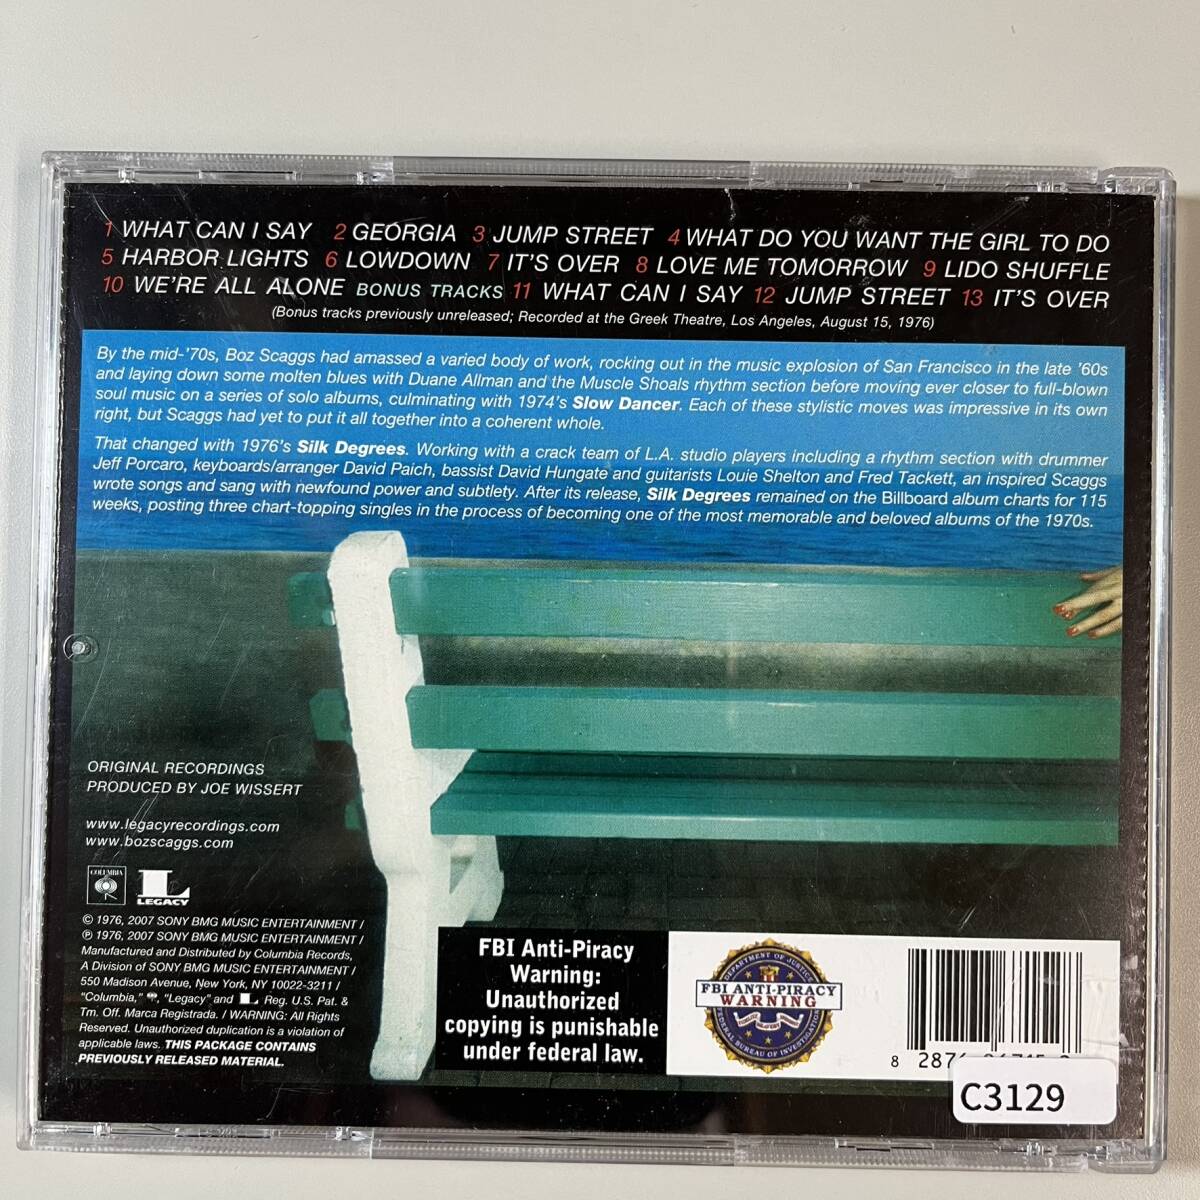 1 WHAT CAN I SAY 2 GEORGIA 3 JUMP STREET 4 WHAT DO YOU WANT THE GIRL TO DO
5 HARBOR LIGHTS 6 LOWDOWN 7 IT'S OVER 8 LOVE ME TOMORROW 9 LIDO SHUFFLE
10 WE'RE ALL ALONE BONUS TRACKS 11 WHAT CAN I SAY 12 JUMP STREET 13 IT'S OVER
(Bonus tracks previously unreleased; Recorded at the Greek Theatre, Los Angeles, August 15, 1976)
By the mid-'70s, Boz Scaggs had amassed a varied body of work, rocking out in the music explosion of San Francisco in the late '60s
and laying down some molten blues with Duane Allman and the Muscle Shoals rhythm section before moving ever closer to full-blown
soul music on a series of solo albums, culminating with 1974's Slow Dancer. Each of these stylistic moves was impressive in its own
right, but Scaggs had yet to put it all together into a coherent whole.
That changed with 1976's Silk Degrees. Working with a crack team of L.A. studio players including a rhythm section with drummer
Jeff Porcaro, keyboards/arranger David Paich, bassist David Hungate and guitarists Louie Shelton and Fred Tackett, an inspired Scaggs
wrote songs and sang with newfound power and subtlety. After its release, Silk Degrees remained on the Billboard album charts for 115
weeks, posting three chart-topping singles in the process of becoming one of the most memorable and beloved albums of the 1970s.
ORIGINAL RECORDINGS
PRODUCED BY JOE WISSERT
www.legacyrecordings.com
www.bozscaggs.com
COLUMBIA
LEGACY
© 1976, 2007 SONY BMG MUSIC ENTERTAINMENT /
℗ 1976, 2007 SONY BMG MUSIC ENTERTAINMENT /
Manufactured and Distributed by Columbia Records,
A Division of SONY BMG MUSIC ENTERTAINMENT /
550 Madison Avenue, New York, NY 10022-3211 /
"Columbia," , "Legacy" and L Reg. U.S. Pat. &
Tm. Off. Marca Registrada. / WARNING: All Rights
Reserved. Unauthorized duplication is a violation of
applicable laws. THIS PACKAGE CONTAINS
PREVIOUSLY RELEASED MATERIAL.
FBI Anti-Piracy
Warning:
Unauthorized
copying is punishable
under federal law.
DEPARTMENT OF JUSTICE
FBI ANTI-PIRACY
WARNING
FEDERAL BUREAU OF INVESTIGATION
8
C3129